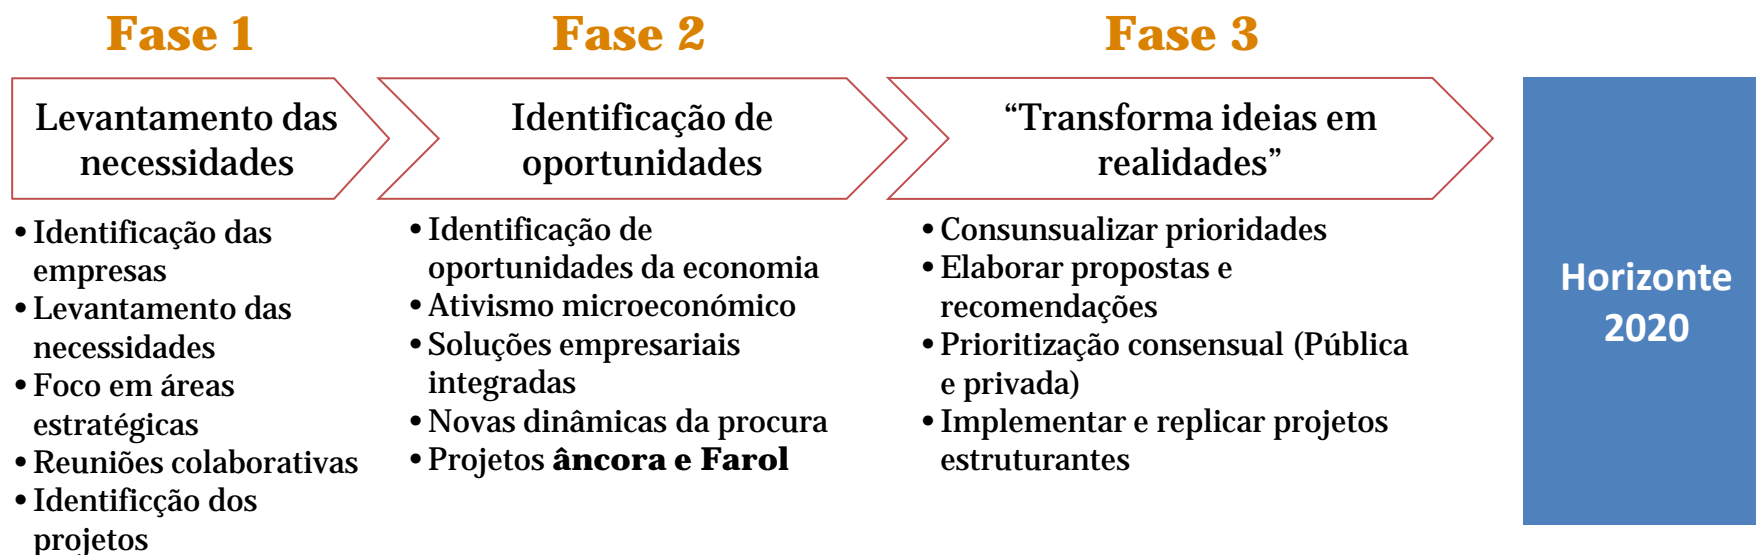 Fase 1
Levantamento das
necessidades
• Identificação das
empresas
• Levantamento das
necessidades
• Foco em áreas
estratégicas
• Reuniões colaborativas
• Identificção dos
projetos
Fase 2
Identificação de
oportunidades
• Identificação de
oportunidades da economia
• Ativismo microeconómico
• Soluções empresariais
integradas
• Novas dinâmicas da procura
• Projetos âncora e Farol
Fase 3
“Transforma ideias em
realidades”
• Consunsualizar prioridades
• Elaborar propostas e
recomendações
• Prioritização consensual (Pública
e privada)
• Implementar e replicar projetos
estruturantes
Horizonte
2020